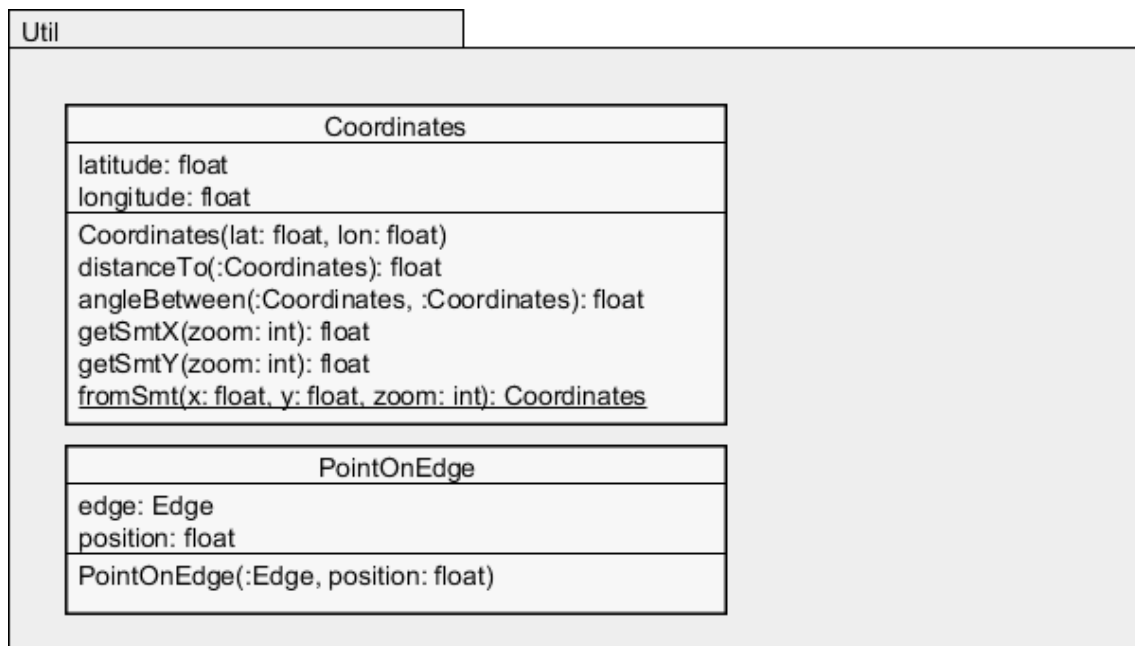 Util
Coordinates
latitude: float
longitude: float
Coordinates(lat: float, lon: float)
distanceTo(:Coordinates): float
angleBetween(:Coordinates, :Coordinates): float
getSmtX(zoom: int): float
getSmtY(zoom: int): float
fromSmt(x: float, y: float, zoom: int): Coordinates
PointOnEdge
edge: Edge
position: float
PointOnEdge(:Edge, position: float)